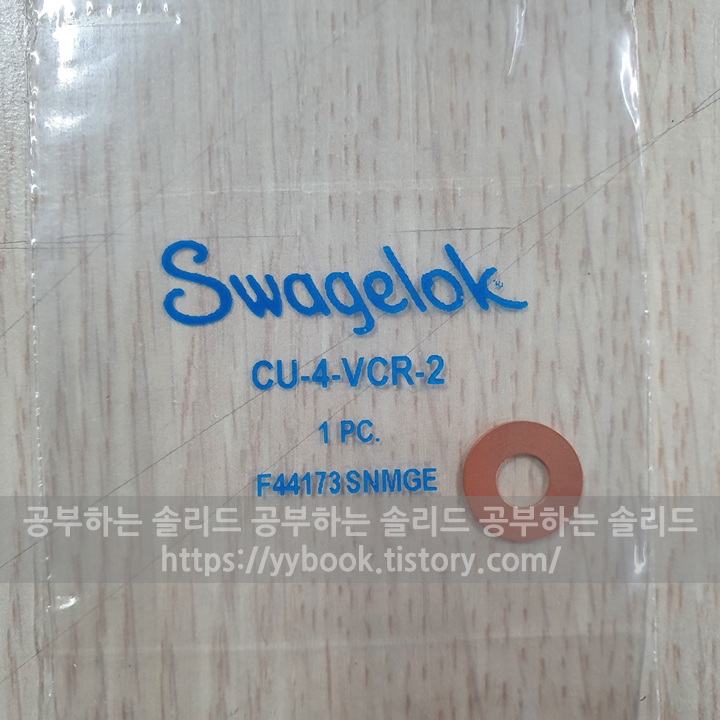 Swagelok
CU-4-VCR-2
1 PC.
F44173SNMGE
공부하는 솔리드 공부하는 솔리드 공부하는 솔리드
https://yybook.tistory.com/